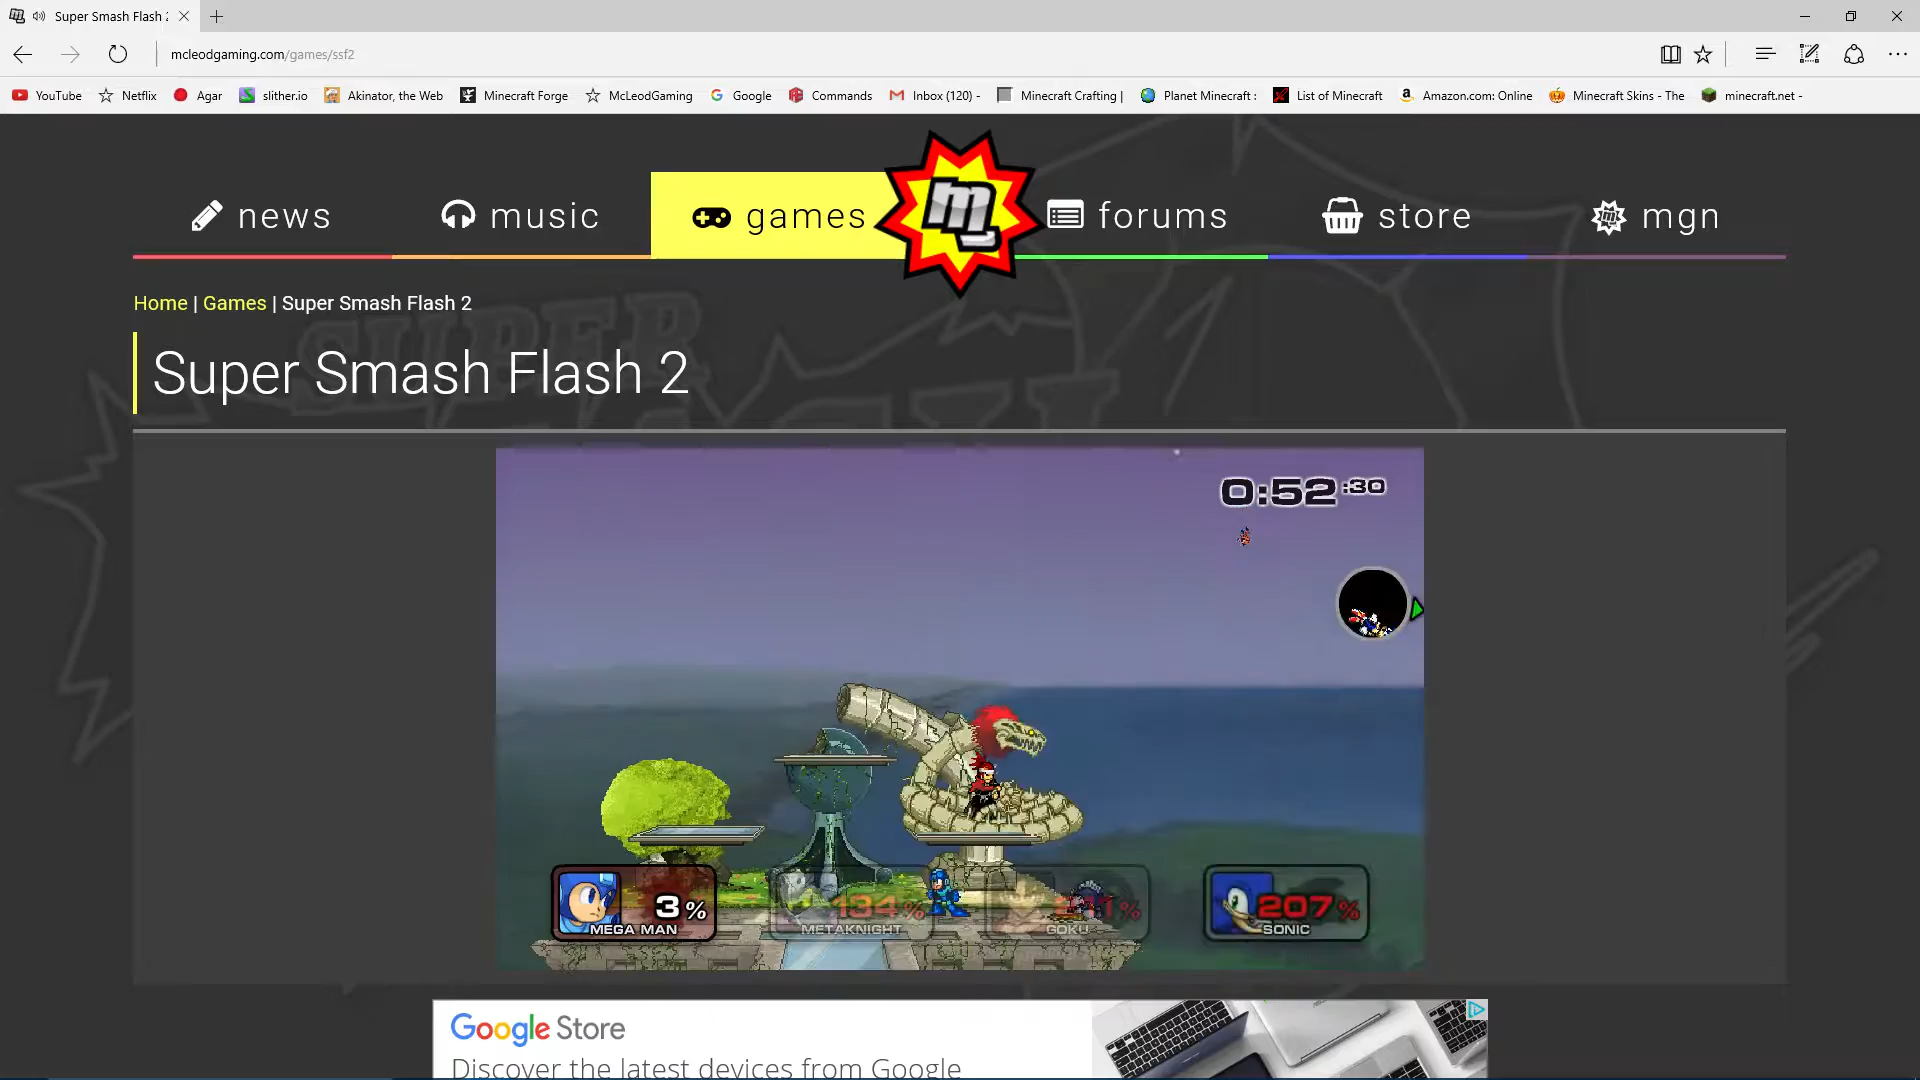 Super Smash Flash 2
mcleodgaming.com/games/ssf2
YouTube Netflix Agar slither.io Akinator, the Web Minecraft Forge McLeodGaming Google Commands Inbox (120) - Minecraft Crafting | Planet Minecraft : List of Minecraft Amazon.com: Online Minecraft Skins - The minecraft.net -
news music games m forums store mgn
Home | Games | Super Smash Flash 2
Super Smash Flash 2
0:52:30
3% 134% % 207%
MEGA MAN METAKNIGHT GOKU SONIC
Google Store
Discover the latest devices from Google